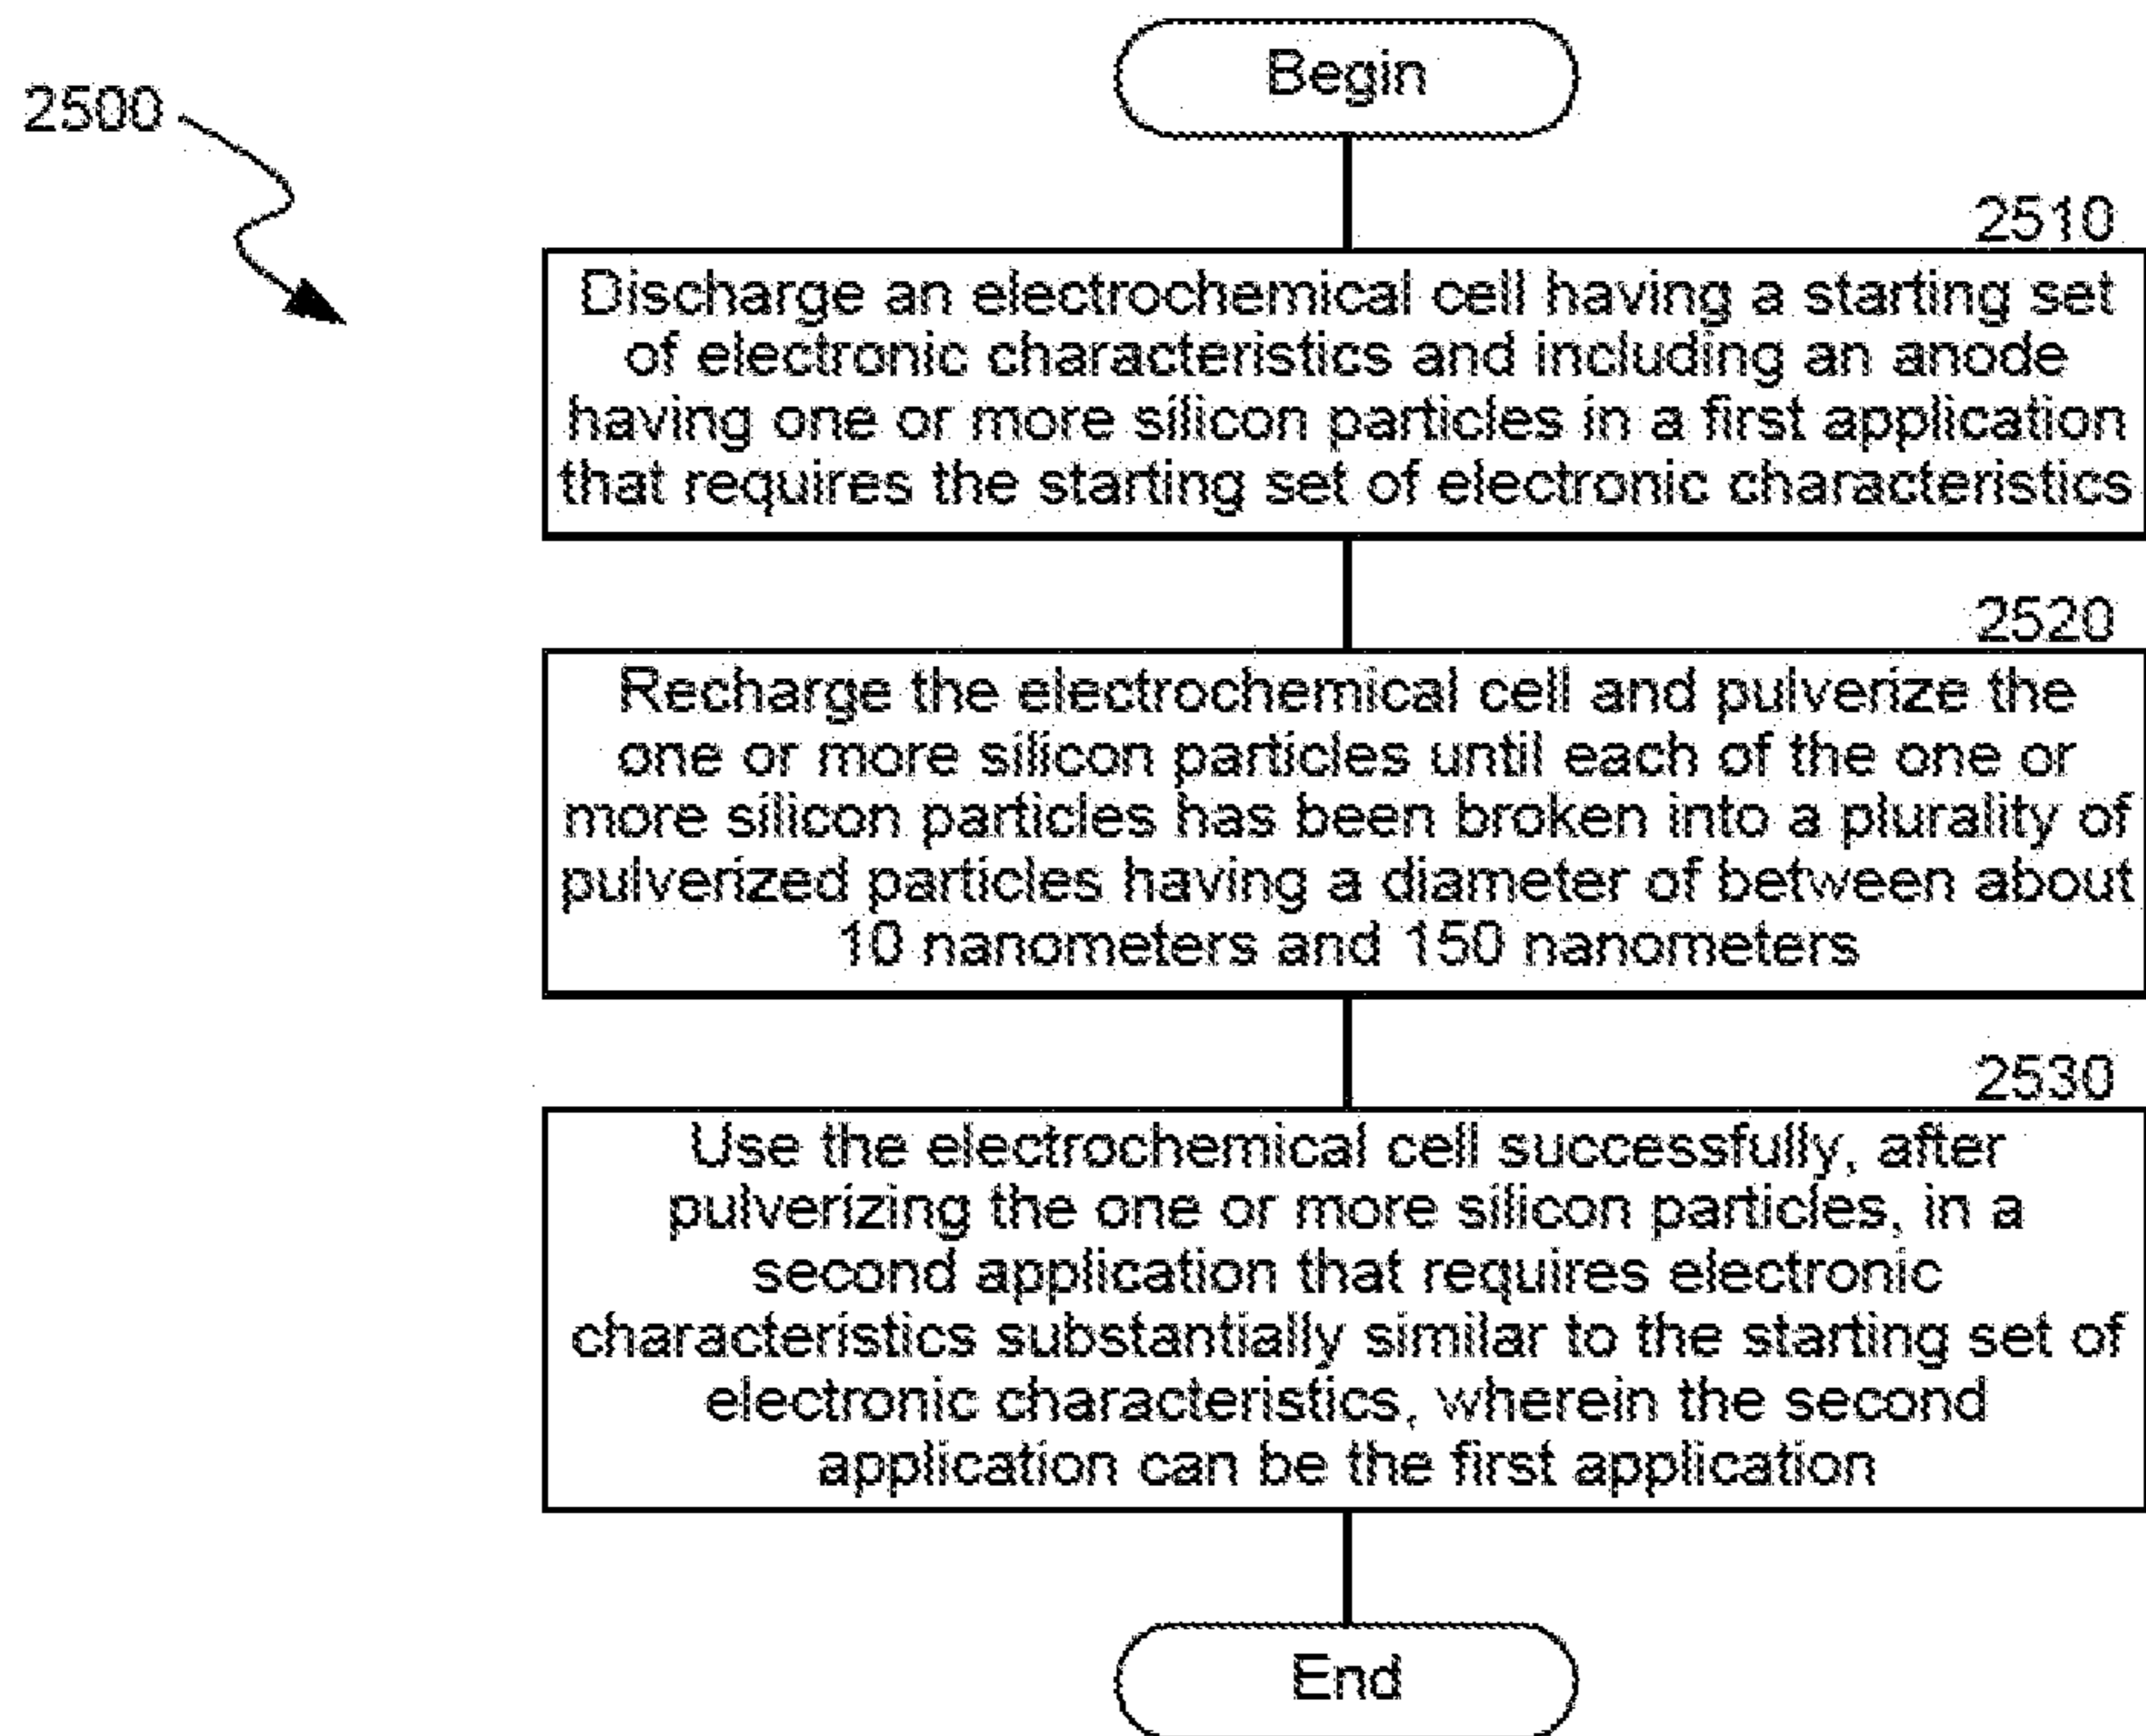 Begin
2500
2510
Discharge an electrochemical cell having a starting set
of electronic characteristics and including an anode
having one or more silicon particles in a first application
that requires the starting set of electronic characteristics
2520
Recharge the electrochemical cell and pulverize the
one or more silicon particles until each of the one or
more silicon particles has been broken into a plurality of
pulverized particles having a diameter of between about
10 nanometers and 150 nanometers
2530
Use the electrochemical cell successfully, after
pulverizing the one or more silicon particles, in a
second application that requires electronic
characteristics substantially similar to the starting set of
electronic characteristics, wherein the second
application can be the first application
End